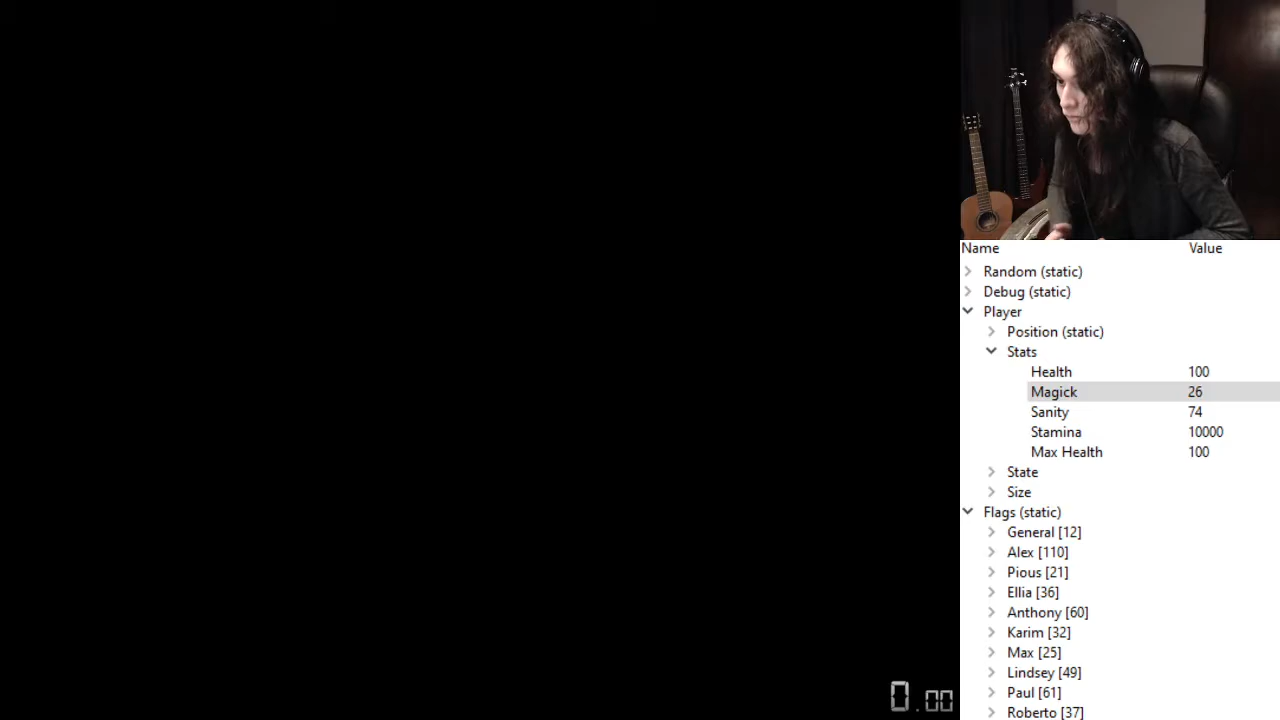 Name Value
Random (static)
Debug (static)
Player
Position (static)
Stats
Health 100
Magick 26
Sanity 74
Stamina 10000
Max Health 100
State
Size
Flags (static)
General [12]
Alex [110]
Pious [21]
Ellia [36]
Anthony [60]
Karim [32]
Max [25]
Lindsey [49]
Paul [61]
Roberto [37]
0.00